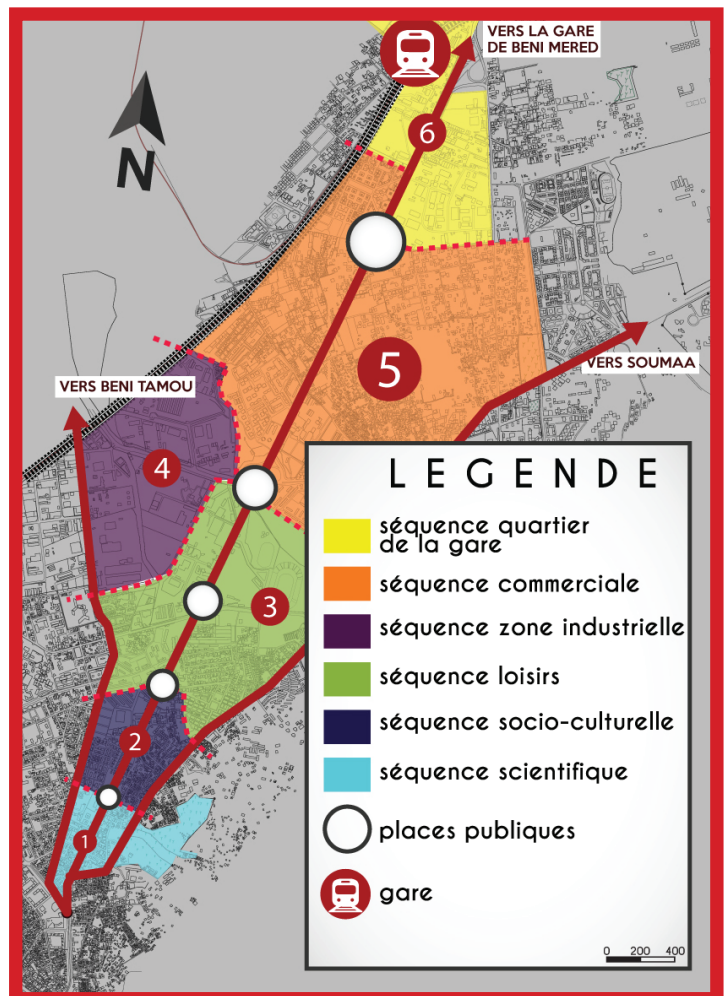 VERS LA GARE
DE BENI MERED
N
6
5
VERS SOUMAA
VERS BENI TAMOU
4
3
2
1
LEGENDE
séquence quartier
de la gare
séquence commerciale
séquence zone industrielle
séquence loisirs
séquence socio-culturelle
séquence scientifique
places publiques
gare
0 200 400